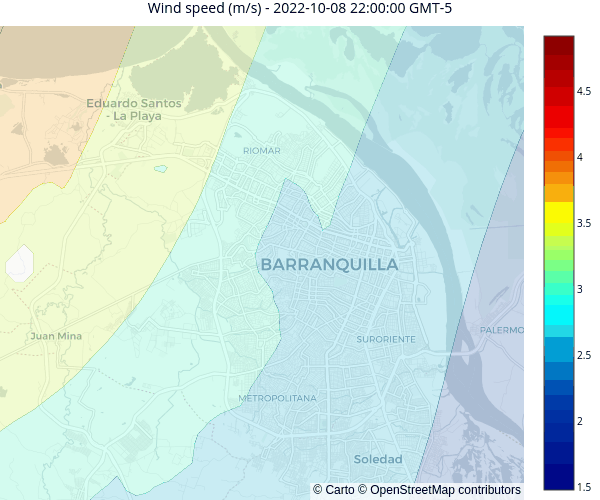 Wind speed (m/s) - 2022-10-08 22:00:00 GMT-5
4.5
Eduardo Santos
- La Playa
RIOMAR
4
3.5
BARRANQUILLA
3
Juan Mina
SURORIENTE
PALERMO
2.5
METROPOLITANA
2
Soledad
1.5
© Carto © OpenStreetMap contributors